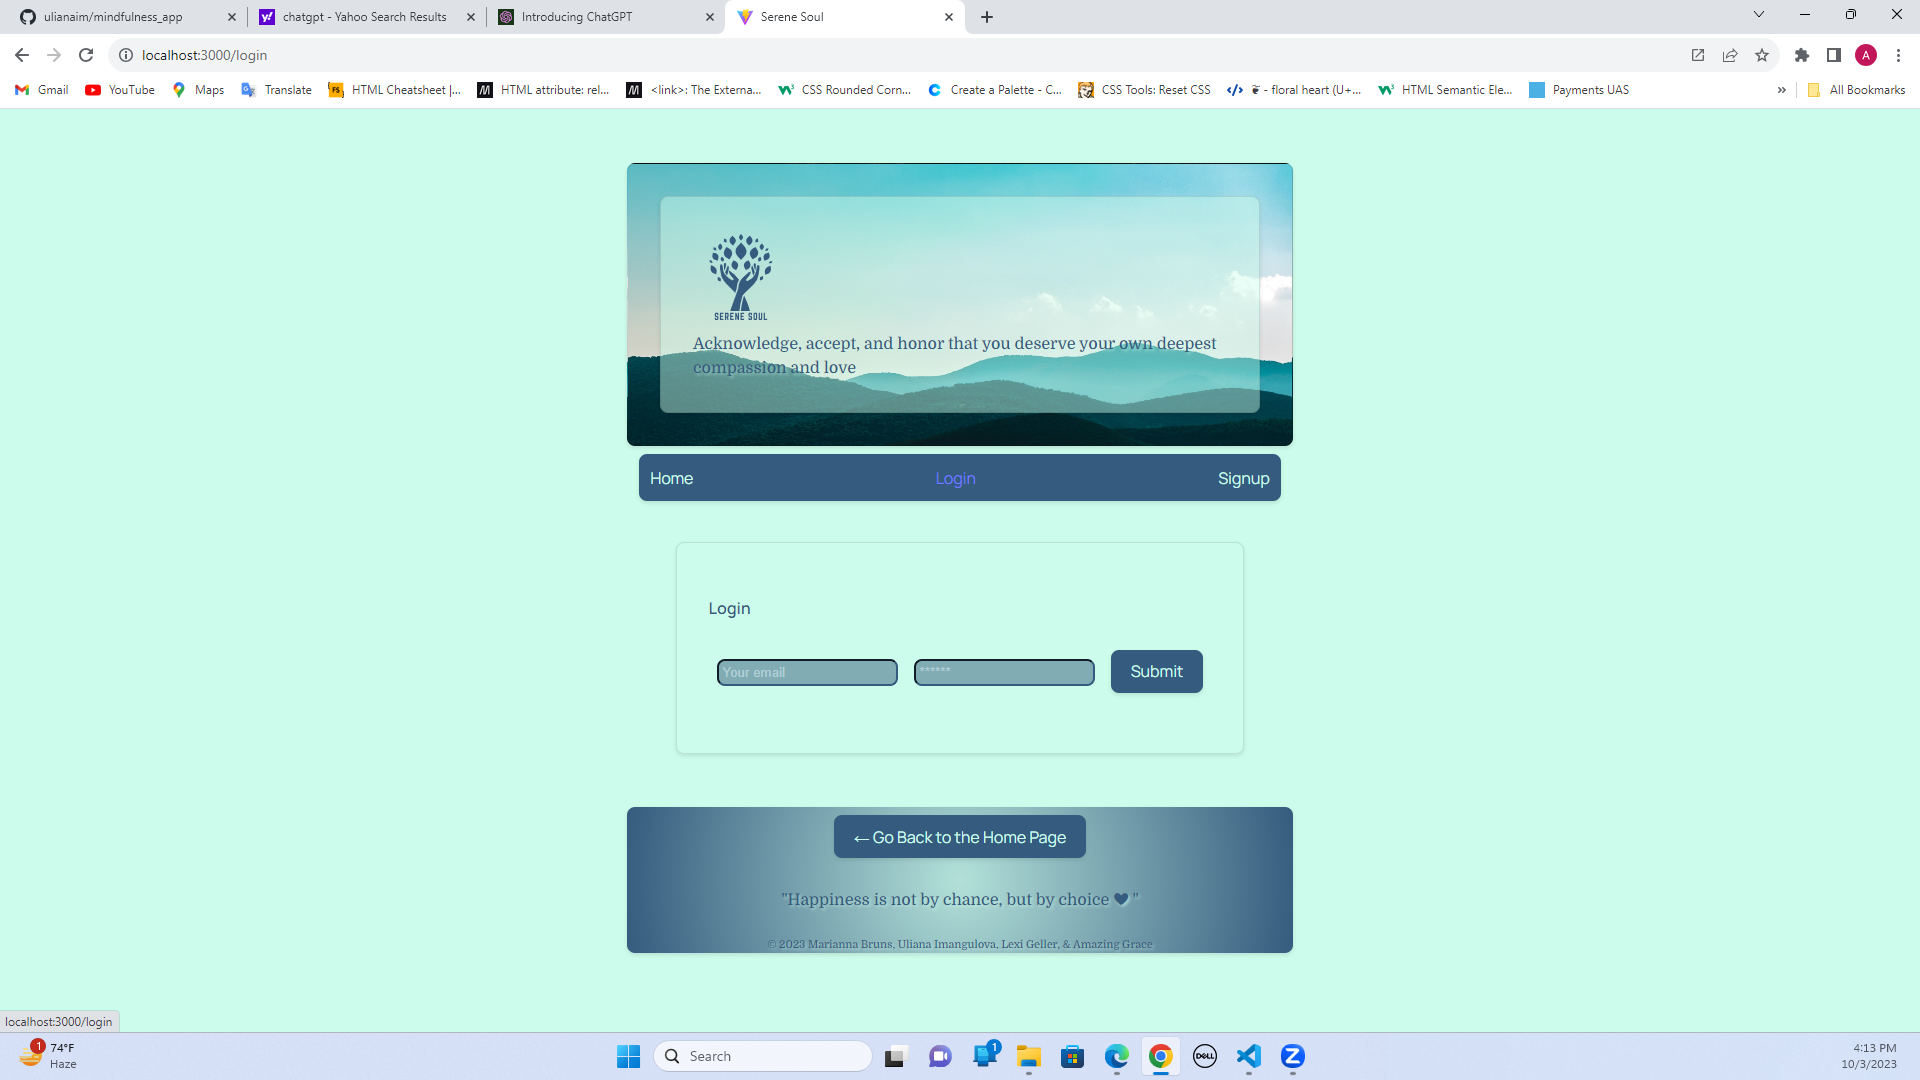 ulianaim/mindfulness_app
chatgpt - Yahoo Search Results
Introducing ChatGPT
Serene Soul
localhost:3000/login
A
Gmail
YouTube
Maps
Translate
HTML Cheatsheet |...
HTML attribute: rel...
<link>: The Externa...
CSS Rounded Corn...
Create a Palette - C...
CSS Tools: Reset CSS
❦ - floral heart (U+...
HTML Semantic Ele...
Payments UAS
»
All Bookmarks
SERENE SOUL
Acknowledge, accept, and honor that you deserve your own deepest
compassion and love
Home
Login
Signup
Login
Your email
******
Submit
← Go Back to the Home Page
"Happiness is not by chance, but by choice ❤ "
© 2023 Marianna Bruns, Uliana Imangulova, Lexi Geller, & Amazing Grace
localhost:3000/login
1
74°F
Haze
Search
1
DELL
Z
4:13 PM
10/3/2023